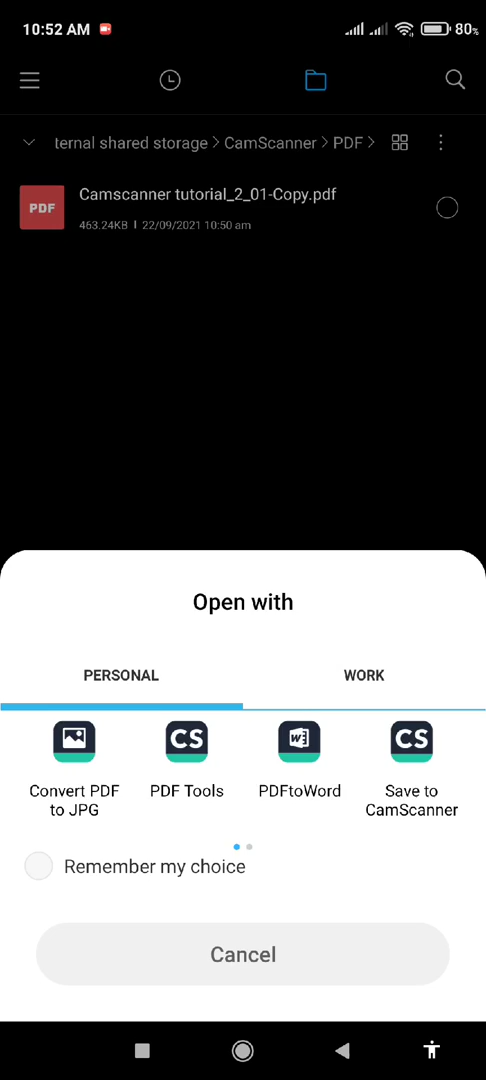 10:52 AM
80%
ternal shared storage > CamScanner > PDF >
PDF
Camscanner tutorial_2_01-Copy.pdf
463.24KB | 22/09/2021 10:50 am
Open with
PERSONAL
WORK
CS
W
CS
Convert PDF to JPG
PDF Tools
PDFtoWord
Save to CamScanner
Remember my choice
Cancel